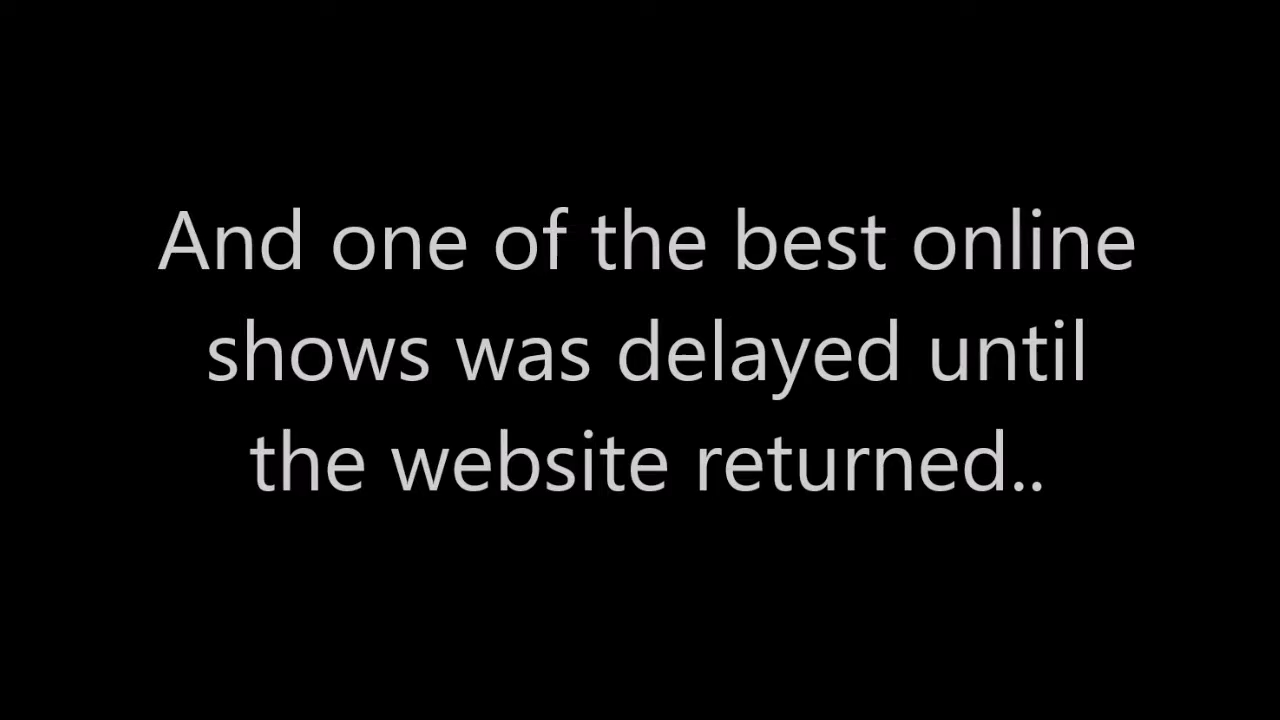 And one of the best online
shows was delayed until
the website returned..